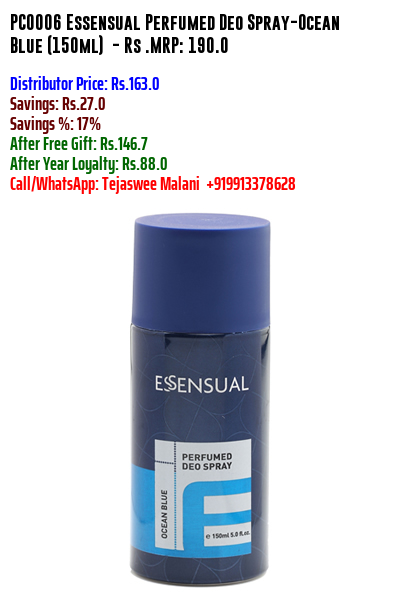 PC0006 Essensual Perfumed Deo Spray-Ocean
Blue (150ml) - Rs .MRP: 190.0
Distributor Price: Rs.163.0
Savings: Rs.27.0
Savings %: 17%
After Free Gift: Rs.146.7
After Year Loyalty: Rs.88.0
Call/WhatsApp: Tejaswee Malani +919913378628
ESSENSUAL
PERFUMED
DEO SPRAY
OCEAN BLUE
e 150ml 5.0 fl.oz.